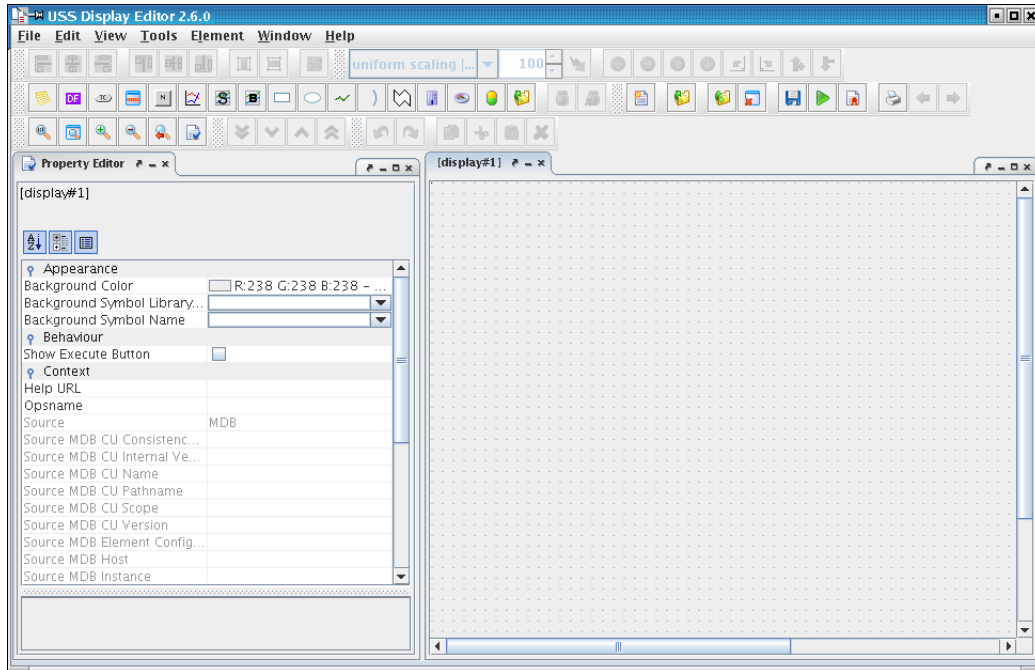 USS Display Editor 2.6.0
File Edit View Tools Element Window Help
uniform scaling (... 100
DF TC N S B
Property Editor
[display#1]
[display#1]
Appearance
Background Color R:238 G:238 B:238 – ...
Background Symbol Library...
Background Symbol Name
Behaviour
Show Execute Button
Context
Help URL
Opsname
Source MDB
Source MDB CU Consistenc...
Source MDB CU Internal Ve...
Source MDB CU Name
Source MDB CU Pathname
Source MDB CU Scope
Source MDB CU Version
Source MDB Element Config...
Source MDB Host
Source MDB Instance